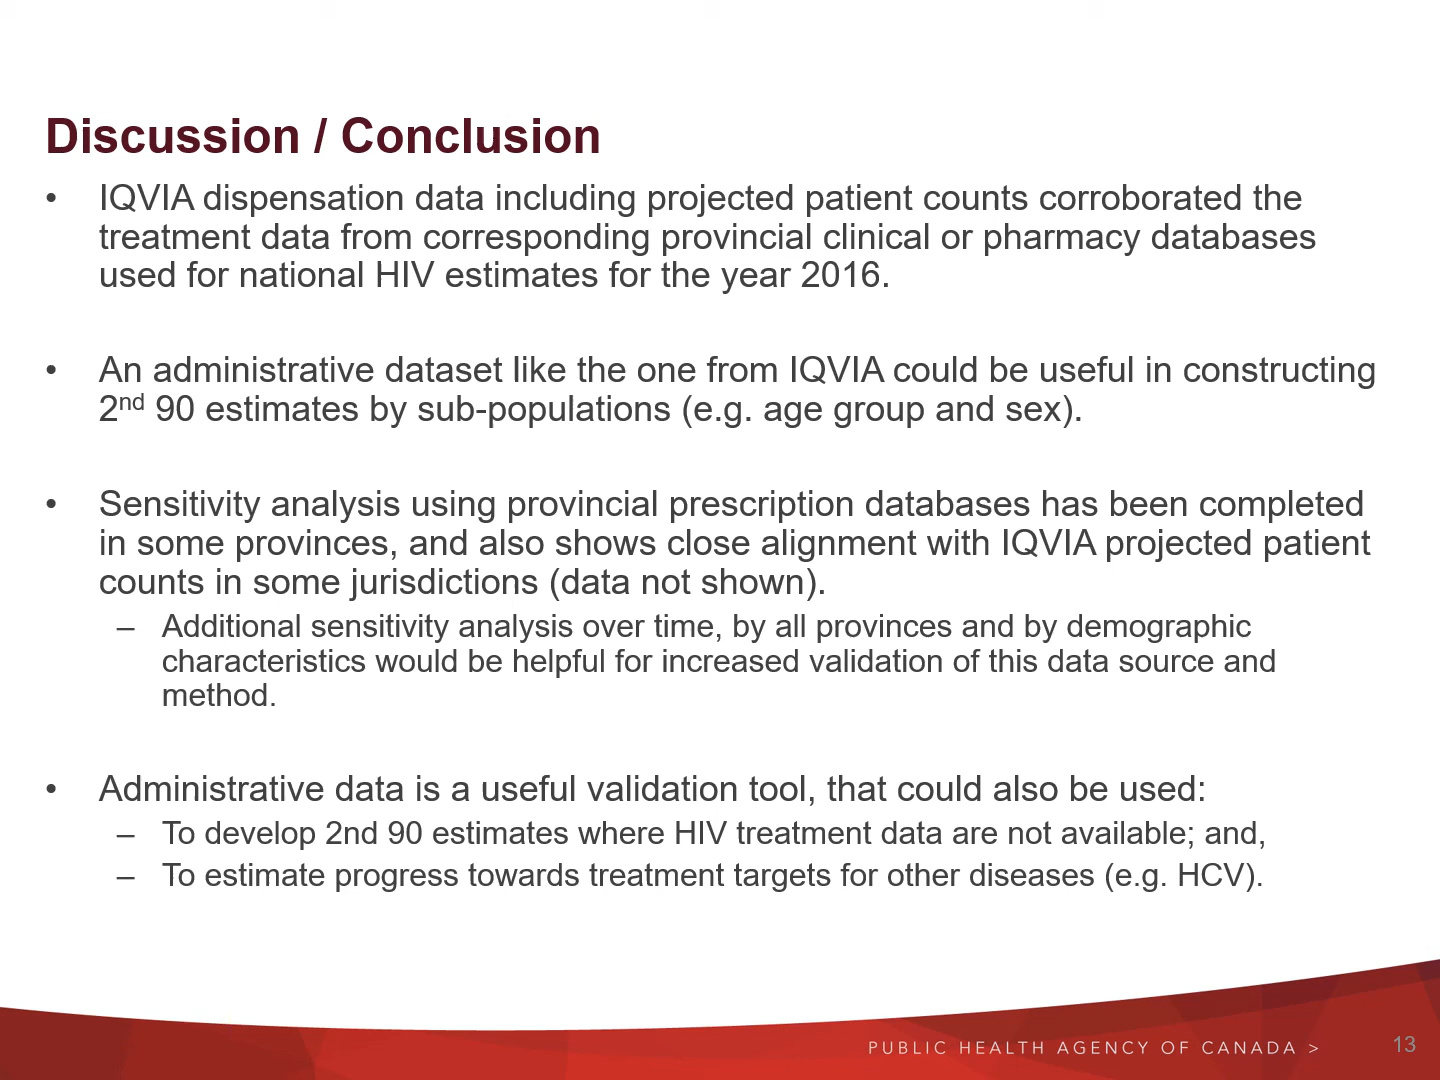 Discussion / Conclusion
• IQVIA dispensation data including projected patient counts corroborated the
treatment data from corresponding provincial clinical or pharmacy databases
used for national HIV estimates for the year 2016.
• An administrative dataset like the one from IQVIA could be useful in constructing
2nd 90 estimates by sub-populations (e.g. age group and sex).
• Sensitivity analysis using provincial prescription databases has been completed
in some provinces, and also shows close alignment with IQVIA projected patient
counts in some jurisdictions (data not shown).
– Additional sensitivity analysis over time, by all provinces and by demographic
characteristics would be helpful for increased validation of this data source and
method.
• Administrative data is a useful validation tool, that could also be used:
– To develop 2nd 90 estimates where HIV treatment data are not available; and,
– To estimate progress towards treatment targets for other diseases (e.g. HCV).
PUBLIC HEALTH AGENCY OF CANADA > 13